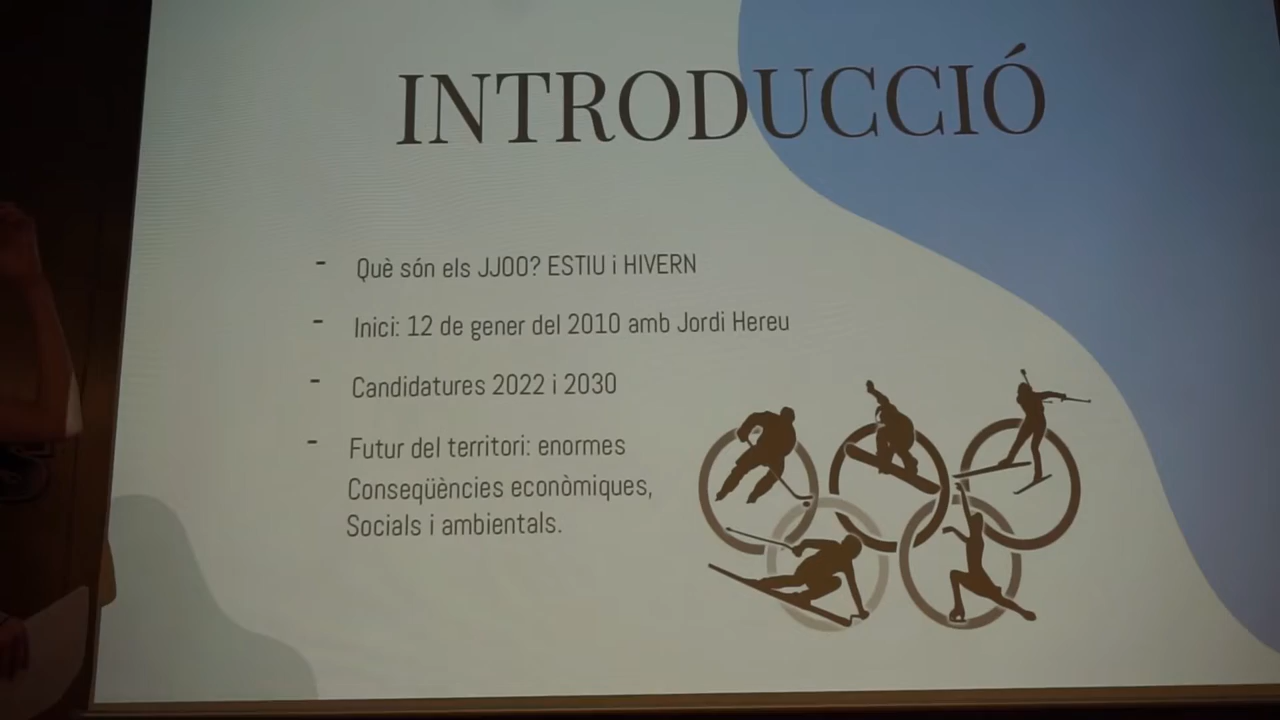 INTRODUCCIÓ
- Què són els JJOO? ESTIU i HIVERN
- Inici: 12 de gener del 2010 amb Jordi Hereu
- Candidatures 2022 i 2030
- Futur del territori: enormes
Conseqüències econòmiques,
Socials i ambientals.